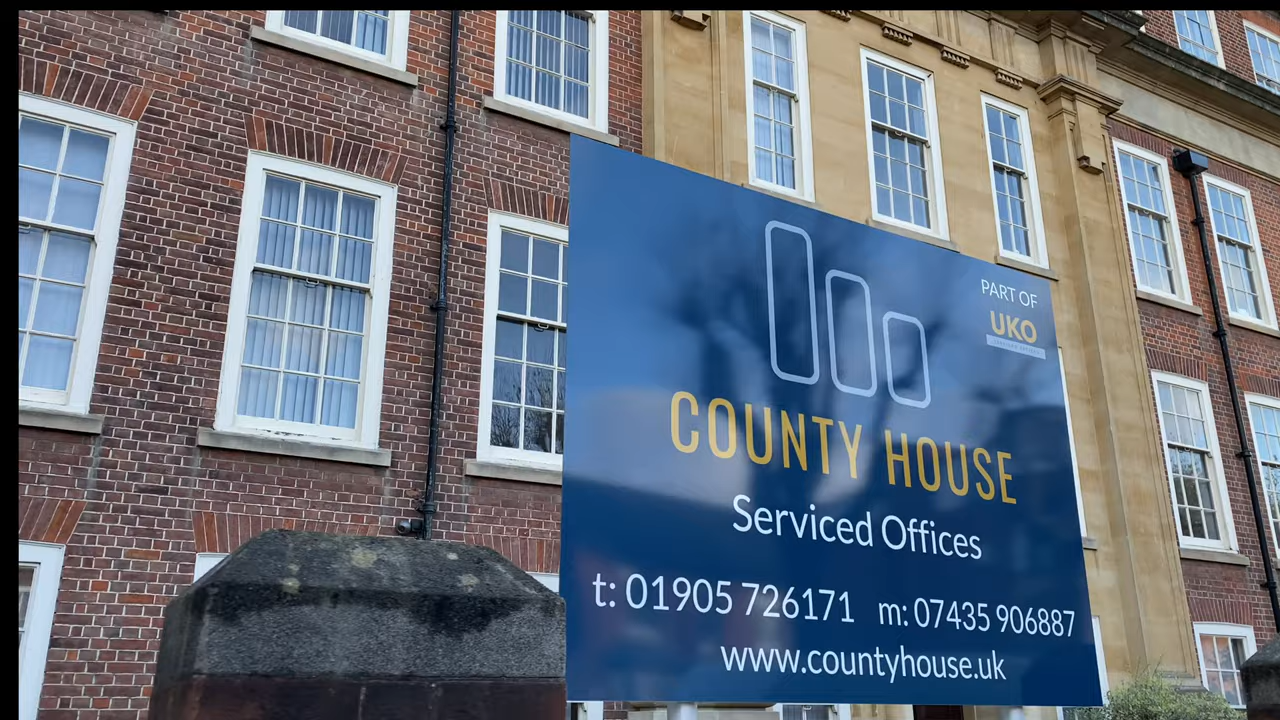 PART OF
UKO
COUNTY HOUSE
Serviced Offices
t: 01905 726171 m: 07435 906887
www.countyhouse.uk